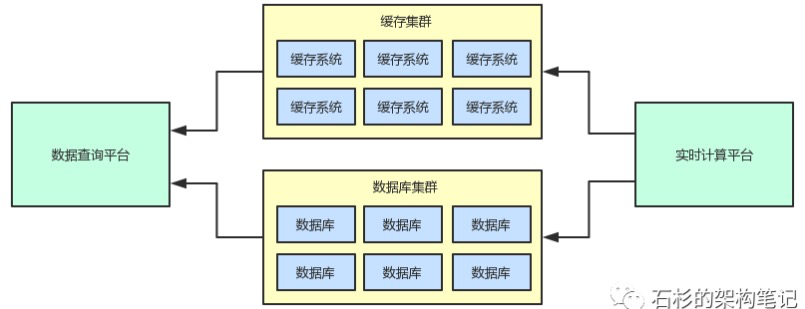 缓存集群
缓存系统 缓存系统 缓存系统
缓存系统 缓存系统 缓存系统
数据查询平台
实时计算平台
数据库集群
数据库 数据库 数据库
数据库 数据库 数据库
石杉的架构笔记